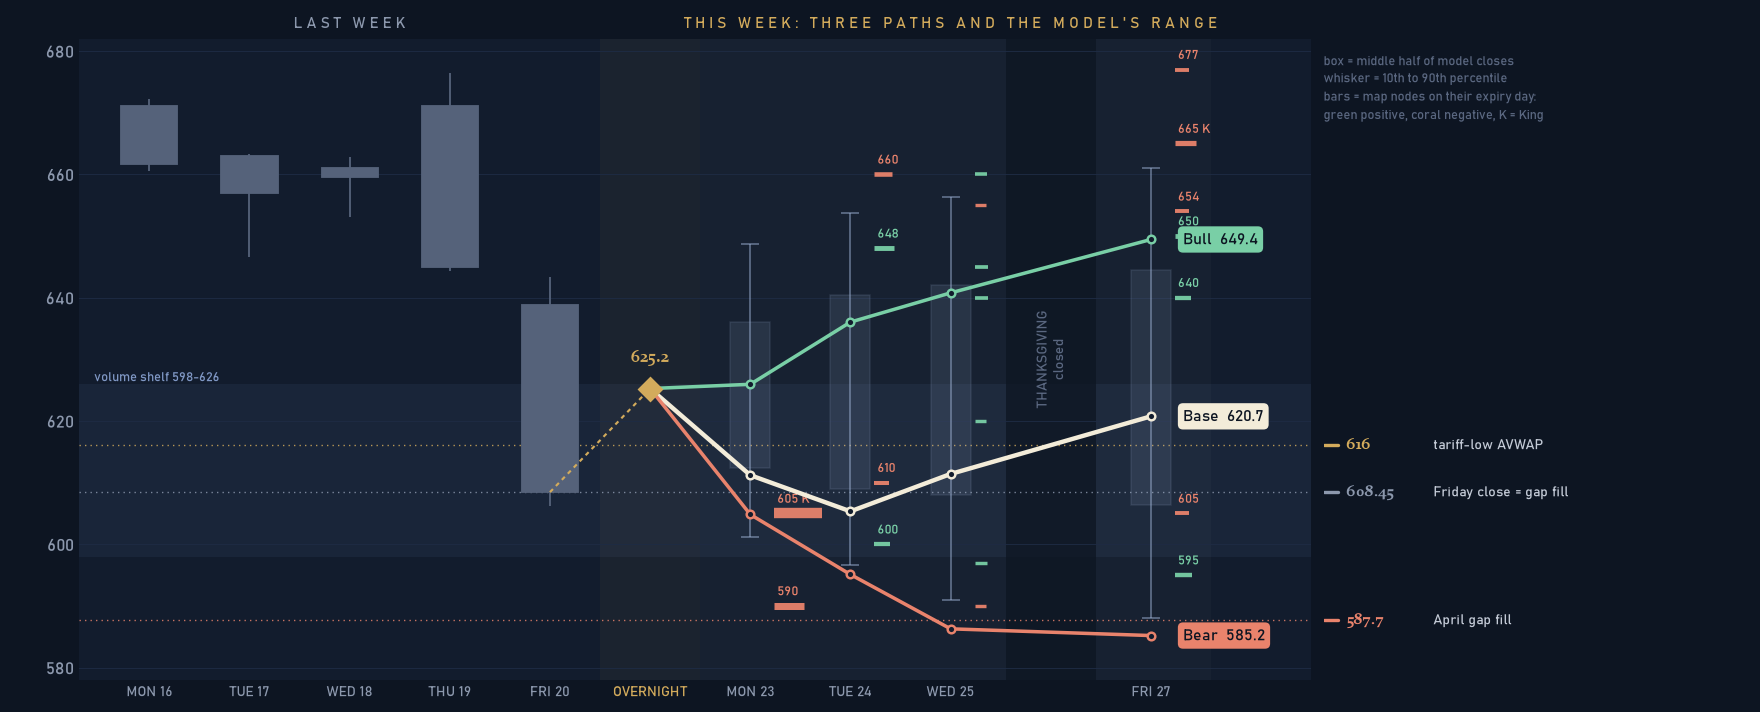 LAST WEEK
THIS WEEK: THREE PATHS AND THE MODEL'S RANGE
680
660
640
620
600
580
volume shelf 598-626
625.2
605 K
590
660
648
610
600
THANKSGIVING
closed
677
665 K
654
650
Bull 649.4
640
Base 620.7
605
595
Bear 585.2
box = middle half of model closes
whisker = 10th to 90th percentile
bars = map nodes on their expiry day:
green positive, coral negative, K = King
616 tariff-low AVWAP
608.45 Friday close = gap fill
587.7 April gap fill
MON 16
TUE 17
WED 18
THU 19
FRI 20
OVERNIGHT
MON 23
TUE 24
WED 25
FRI 27